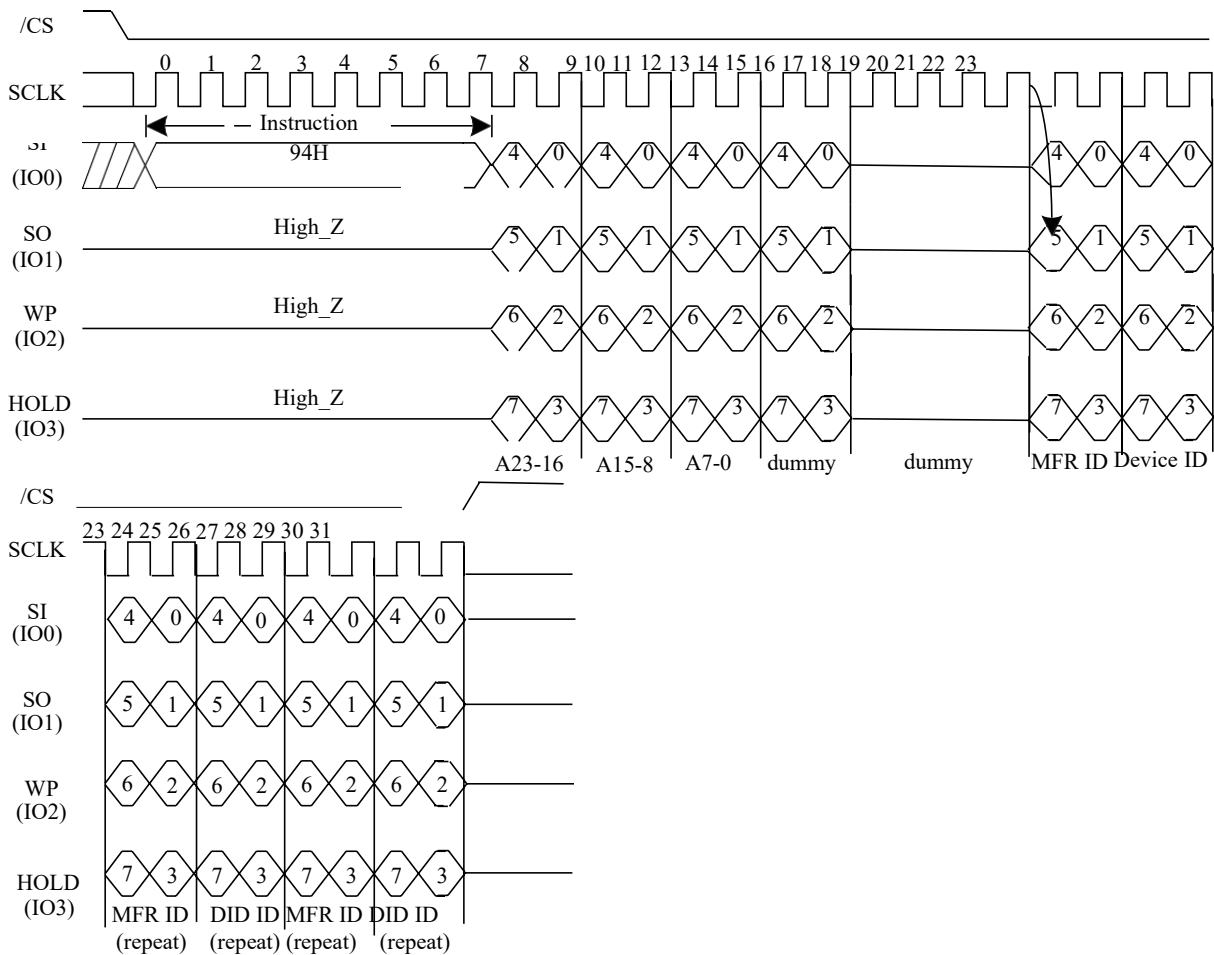 /CS
0 1 2 3 4 5 6 7 8 9 10 11 12 13 14 15 16 17 18 19 20 21 22 23
SCLK
Instruction
SI
(IO0)
94H
4 0 4 0 4 0 4 0 4 0 4 0
SO
(IO1)
High_Z
5 1 5 1 5 1 5 1 5 1 5 1
WP
(IO2)
High_Z
6 2 6 2 6 2 6 2 6 2 6 2
HOLD
(IO3)
High_Z
7 3 7 3 7 3 7 3 7 3 7 3
A23-16 A15-8 A7-0 dummy dummy MFR ID Device ID
/CS
23 24 25 26 27 28 29 30 31
SCLK
SI
(IO0)
4 0 4 0 4 0 4 0
SO
(IO1)
5 1 5 1 5 1 5 1
WP
(IO2)
6 2 6 2 6 2 6 2
HOLD
(IO3)
7 3 7 3 7 3 7 3
MFR ID DID ID MFR ID DID ID
(repeat) (repeat) (repeat) (repeat)